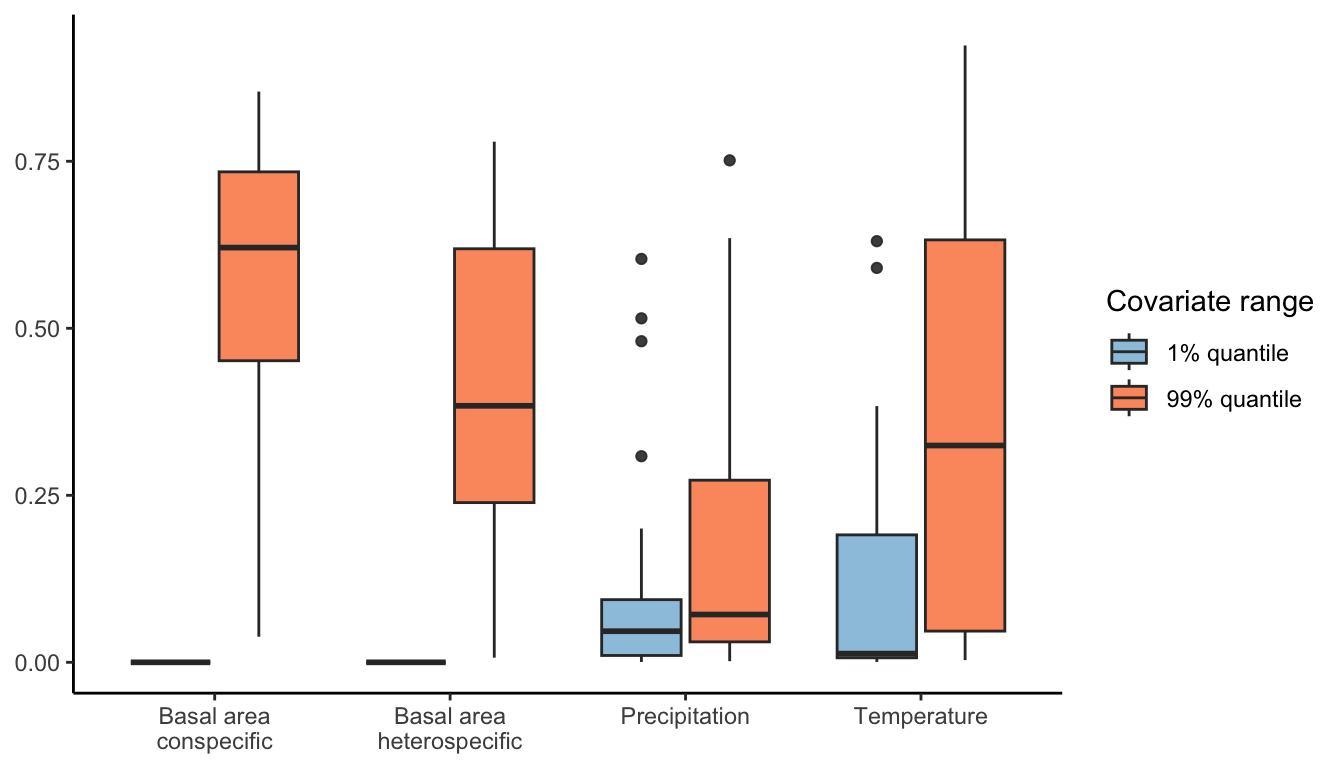 0.75
0.50
0.25
0.00
Basal area
conspecific
Basal area
heterospecific
Precipitation
Temperature
Covariate range
1% quantile
99% quantile